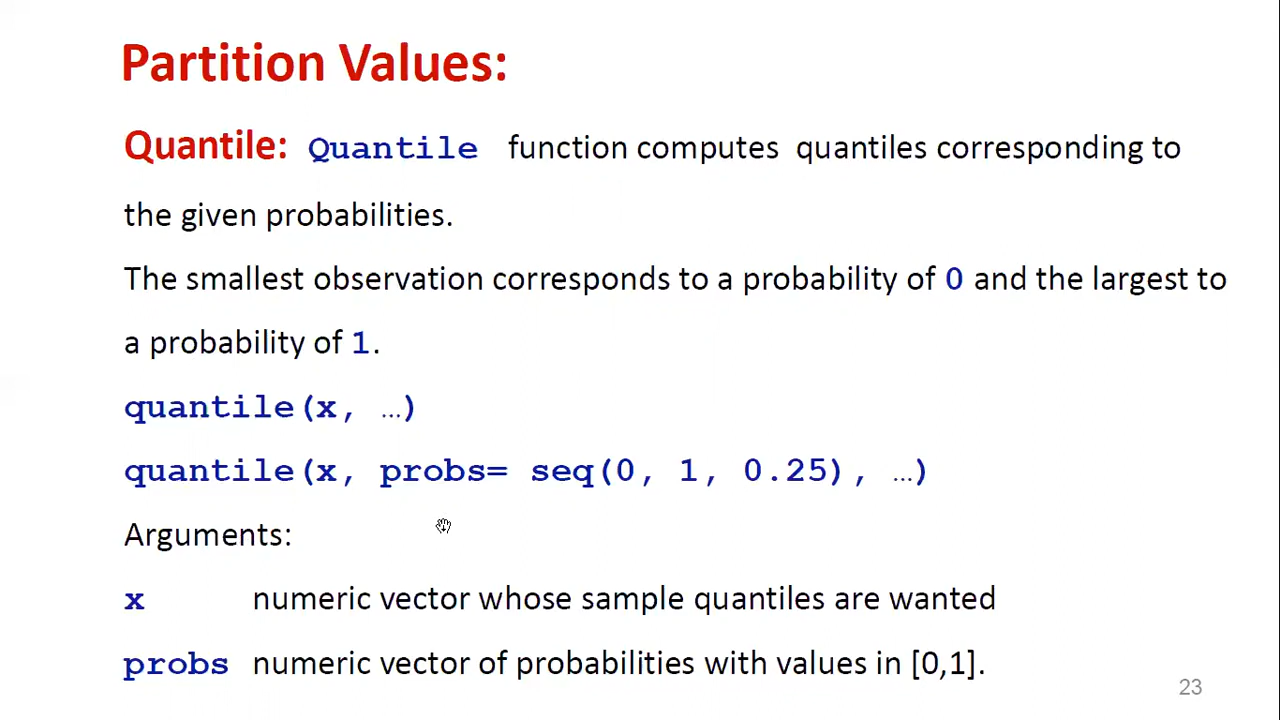 Partition Values:
Quantile: Quantile function computes quantiles corresponding to
the given probabilities.
The smallest observation corresponds to a probability of 0 and the largest to
a probability of 1.
quantile(x, …)
quantile(x, probs= seq(0, 1, 0.25), …)
Arguments:
x numeric vector whose sample quantiles are wanted
probs numeric vector of probabilities with values in [0,1].
23